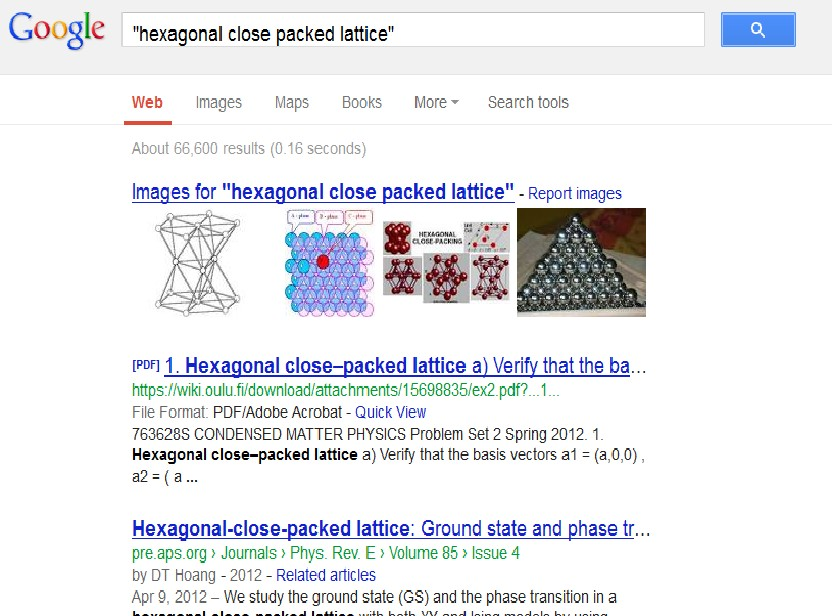 Google
"hexagonal close packed lattice"
Web Images Maps Books More Search tools
About 66,600 results (0.16 seconds)
Images for "hexagonal close packed lattice" - Report images
A - plane B - plane C - plane
HEXAGONAL
CLOSE-PACKING
[PDF] 1. Hexagonal close–packed lattice a) Verify that the ba...
https://wiki.oulu.fi/download/attachments/15698835/ex2.pdf?...1...
File Format: PDF/Adobe Acrobat - Quick View
763628S CONDENSED MATTER PHYSICS Problem Set 2 Spring 2012. 1.
Hexagonal close–packed lattice a) Verify that the basis vectors a1 = (a,0,0) ,
a2 = ( a ...
Hexagonal-close-packed lattice: Ground state and phase tr...
pre.aps.org › Journals › Phys. Rev. E › Volume 85 › Issue 4
by DT Hoang - 2012 - Related articles
Apr 9, 2012 – We study the ground state (GS) and the phase transition in a
hexagonal close-packed lattice with both XY and Ising models by using